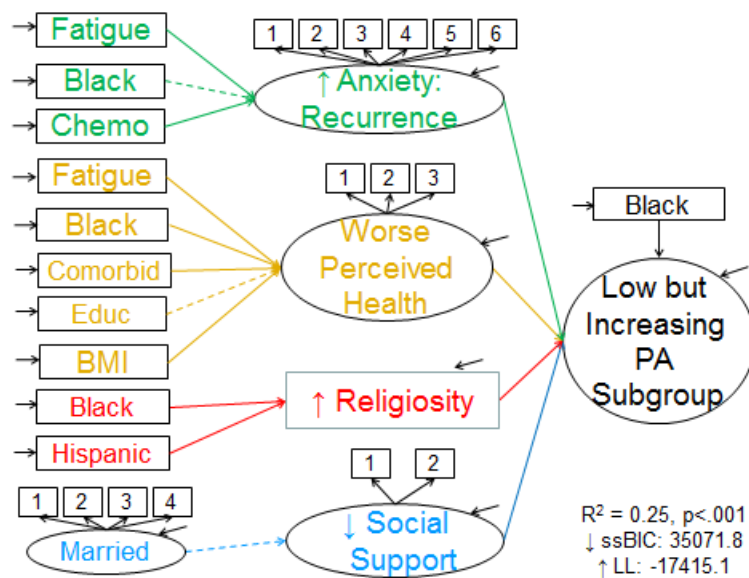 Fatigue
Black
Chemo
1 2 3 4 5 6
↑ Anxiety:
Recurrence
Fatigue
Black
Comorbid
Educ
BMI
1 2 3
Worse
Perceived
Health
Black
Hispanic
↑ Religiosity
1 2 3 4
Married
1 2
↓ Social
Support
Black
Low but
Increasing
PA
Subgroup
R² = 0.25, p<.001
↓ ssBIC: 35071.8
↑ LL: -17415.1